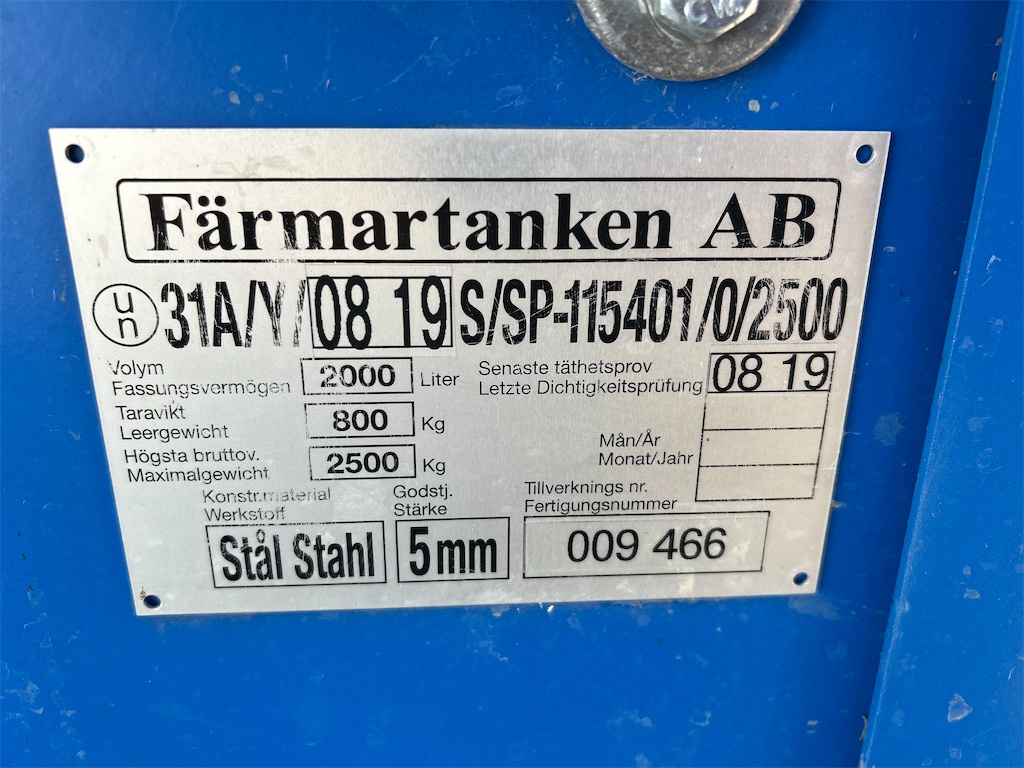 CW
Färmartanken AB
un 31A/Y/08 19 S/SP-115401/0/2500
Volym
Fassungsvermögen 2000 Liter
Senaste täthetsprov
Letzte Dichtigkeitsprüfung 08 19
Taravikt
Leergewicht 800 Kg
Mån/År
Monat/Jahr
Högsta bruttov.
Maximalgewicht 2500 Kg
Konstr.material
Werkstoff
Stål Stahl
Godstj.
Stärke
5mm
Tillverknings nr.
Fertigungsnummer
009 466